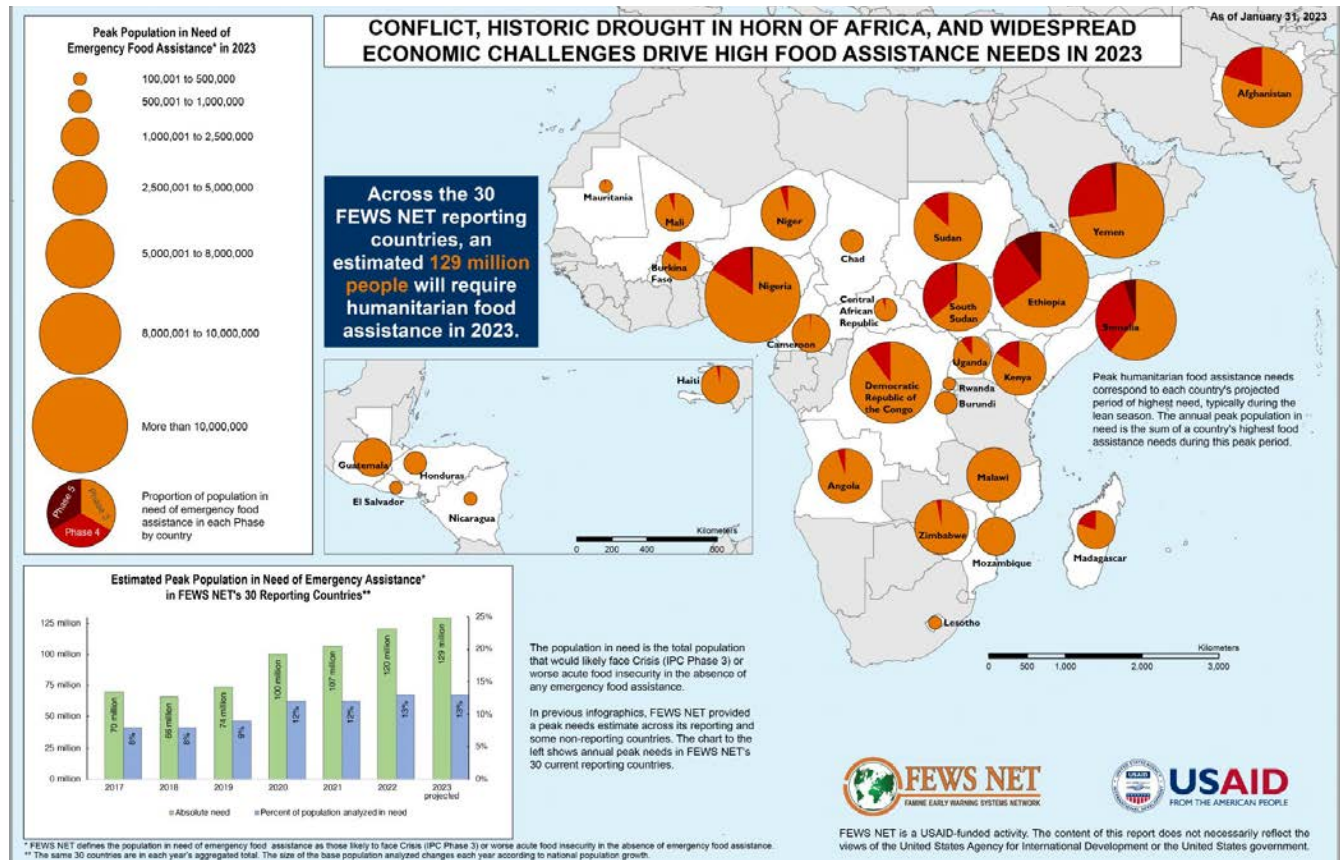 As of January 31, 2023
CONFLICT, HISTORIC DROUGHT IN HORN OF AFRICA, AND WIDESPREAD
ECONOMIC CHALLENGES DRIVE HIGH FOOD ASSISTANCE NEEDS IN 2023
Peak Population in Need of
Emergency Food Assistance* in 2023
100,001 to 500,000
500,001 to 1,000,000
1,000,001 to 2,500,000
2,500,001 to 5,000,000
5,000,001 to 8,000,000
8,000,001 to 10,000,000
More than 10,000,000
Phase 5
Phase 3
Phase 4
Proportion of population in
need of emergency food
assistance in each Phase
by country
Across the 30
FEWS NET reporting
countries, an
estimated 129 million
people will require
humanitarian food
assistance in 2023.
Afghanistan
Mauritania
Mali
Niger
Chad
Sudan
Yemen
Burkina
Faso
Nigeria
Central
African
Republic
South
Sudan
Ethiopia
Somalia
Cameroon
Democratic
Republic of
the Congo
Uganda
Kenya
Rwanda
Burundi
Angola
Malawi
Zimbabwe
Mozambique
Madagascar
Lesotho
Haiti
Guatemala
Honduras
El Salvador
Nicaragua
Kilometers
0 200 400 800
Peak humanitarian food assistance needs
correspond to each country's projected
period of highest need, typically during the
lean season. The annual peak population in
need is the sum of a country's highest food
assistance needs during this peak period.
Kilometers
0 500 1,000 2,000 3,000
Estimated Peak Population in Need of Emergency Assistance*
in FEWS NET's 30 Reporting Countries**
125 million
100 million
75 million
50 million
25 million
0 million
25%
20%
15%
10%
5%
0%
70 million
8%
66 million
8%
74 million
9%
100 million
12%
107 million
12%
120 million
13%
129 million
13%
2017 2018 2019 2020 2021 2022 2023
projected
Absolute need Percent of population analyzed in need
The population in need is the total population
that would likely face Crisis (IPC Phase 3) or
worse acute food insecurity in the absence of
any emergency food assistance.
In previous infographics, FEWS NET provided
a peak needs estimate across its reporting and
some non-reporting countries. The chart to the
left shows annual peak needs in FEWS NET's
30 current reporting countries.
FEWS NET
FAMINE EARLY WARNING SYSTEMS NETWORK
USAID
USAID
FROM THE AMERICAN PEOPLE
FEWS NET is a USAID-funded activity. The content of this report does not necessarily reflect the
views of the United States Agency for International Development or the United States government.
* FEWS NET defines the population in need of emergency food assistance as those likely to face Crisis (IPC Phase 3) or worse acute food insecurity in the absence of emergency food assistance.
** The same 30 countries are in each year's aggregated total. The size of the base population analyzed changes each year according to national population growth.